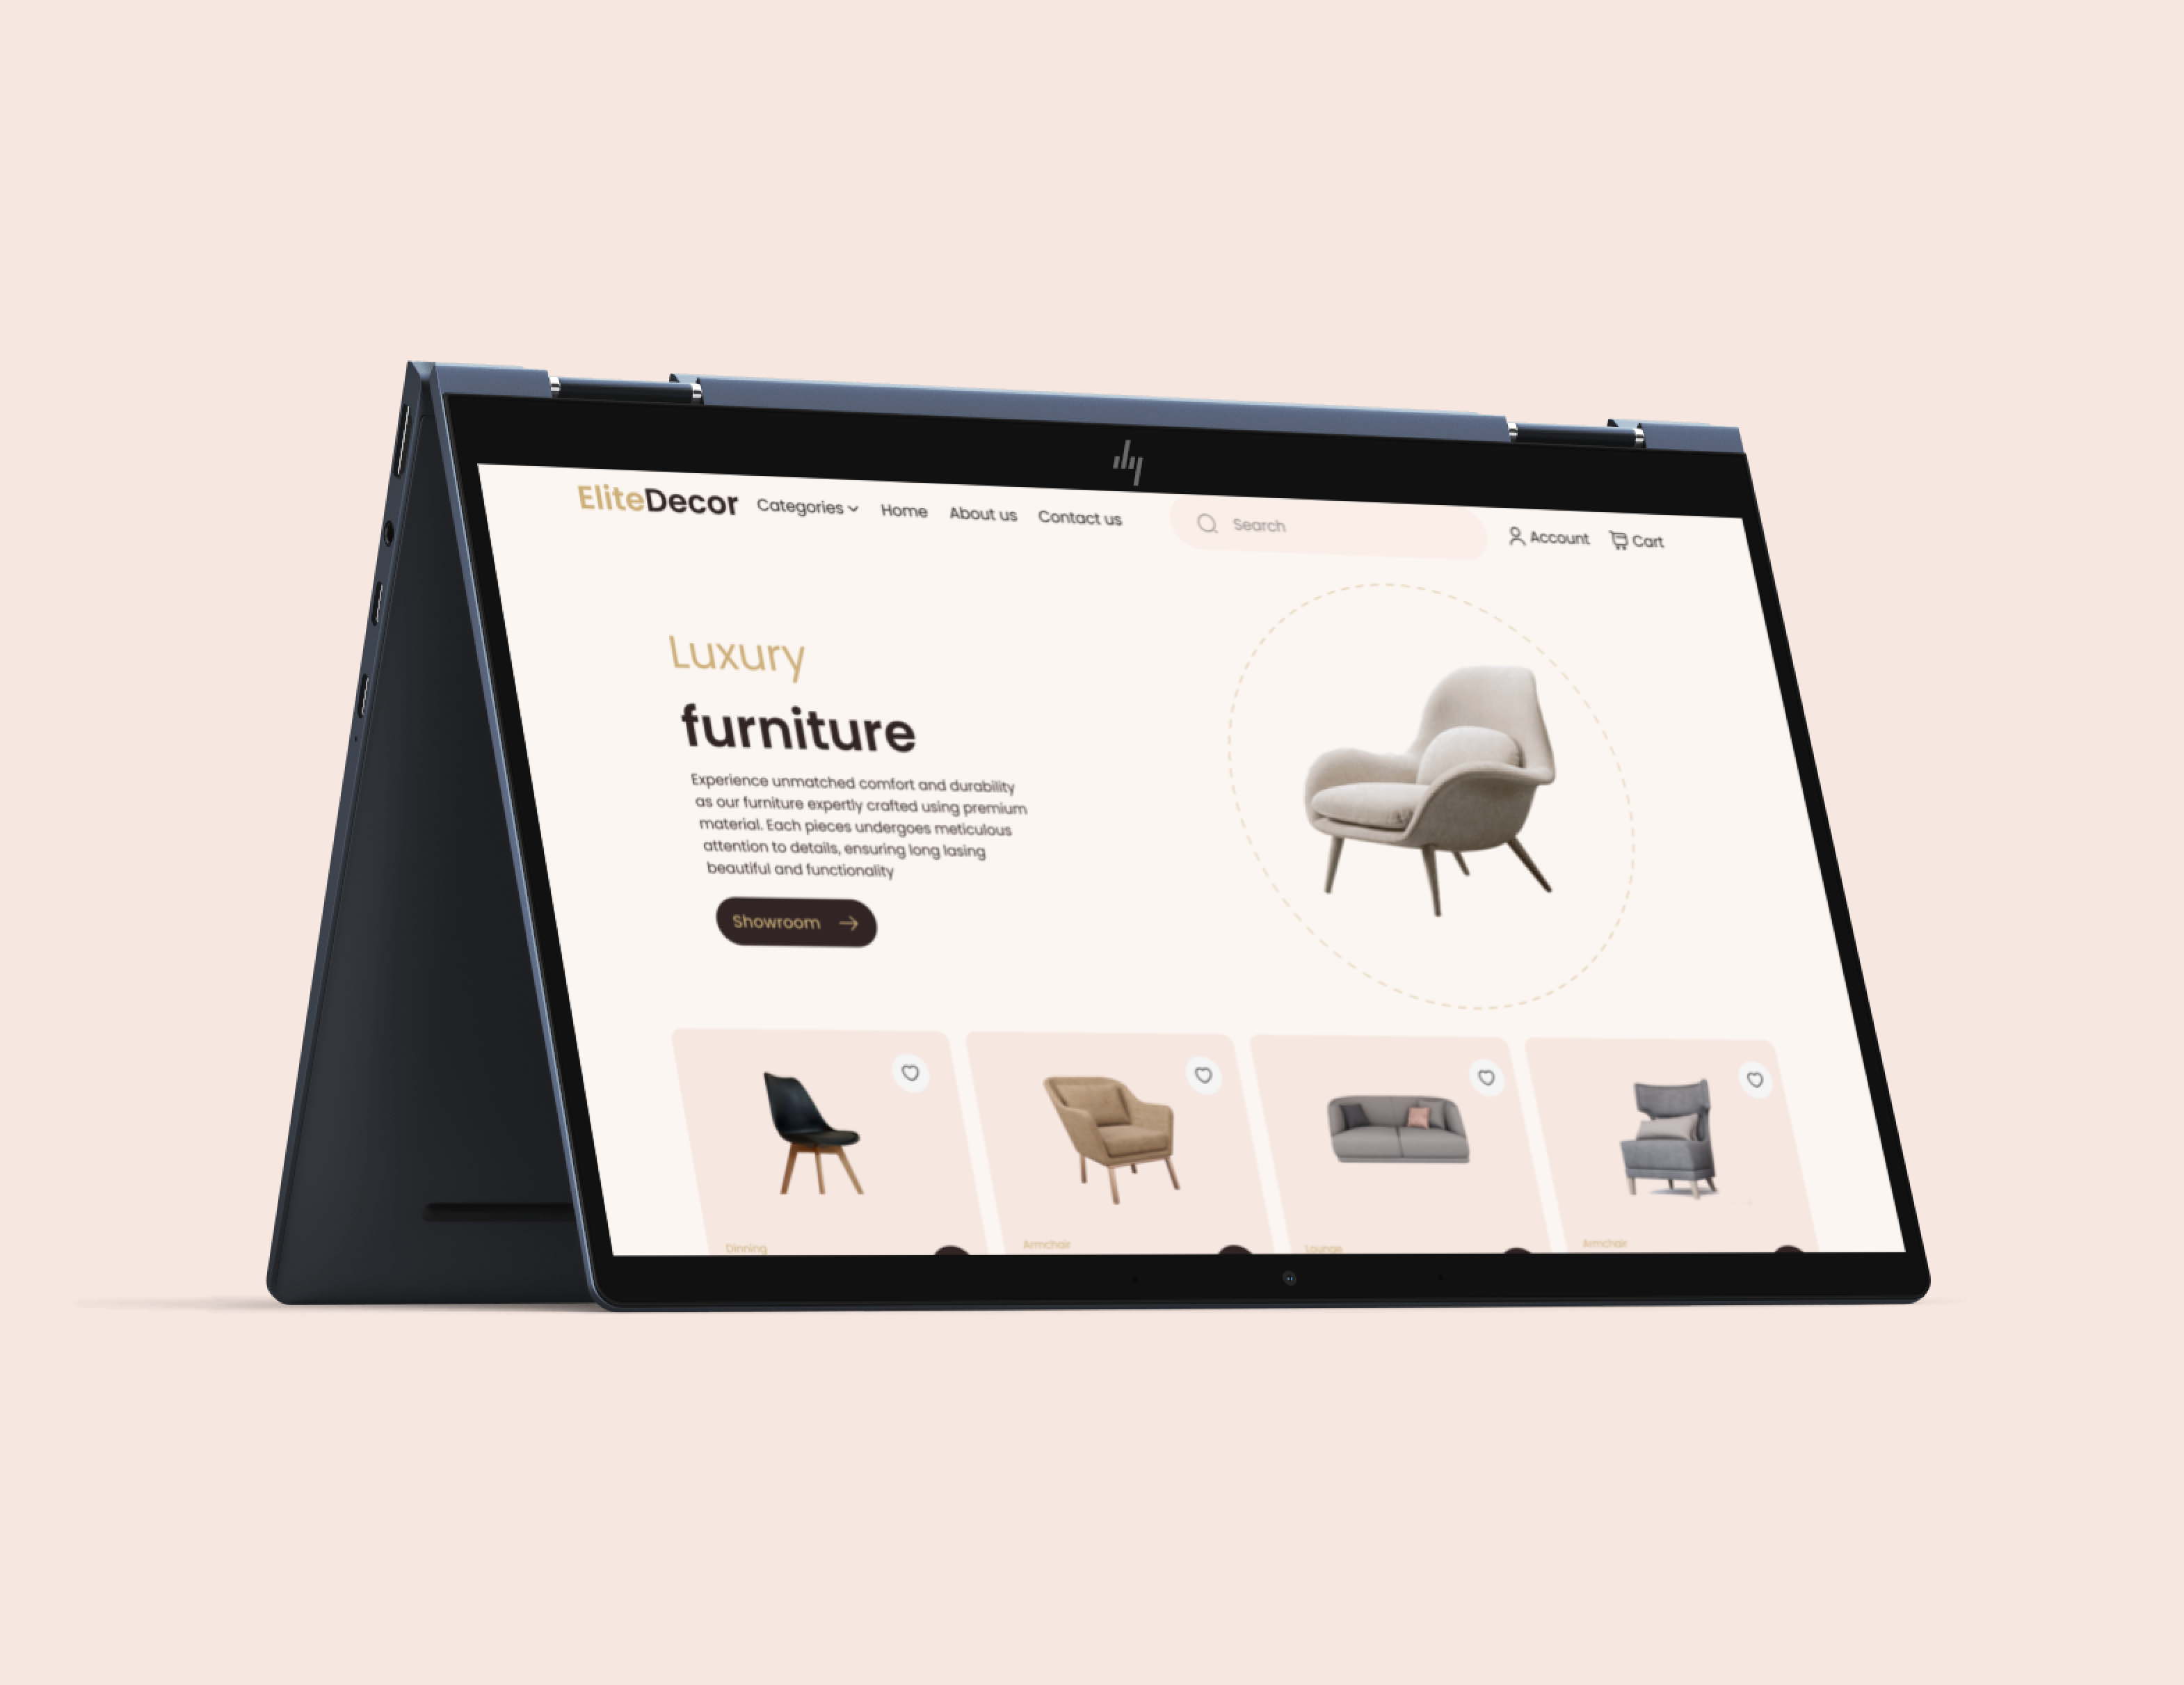 hp
EliteDecor Categories Home About us Contact us Search Account Cart
Luxury
furniture
Experience unmatched comfort and durability
as our furniture expertly crafted using premium
material. Each pieces undergoes meticulous
attention to details, ensuring long lasing
beautiful and functionality
Showroom
Dinning Armchair Lounge Armchair